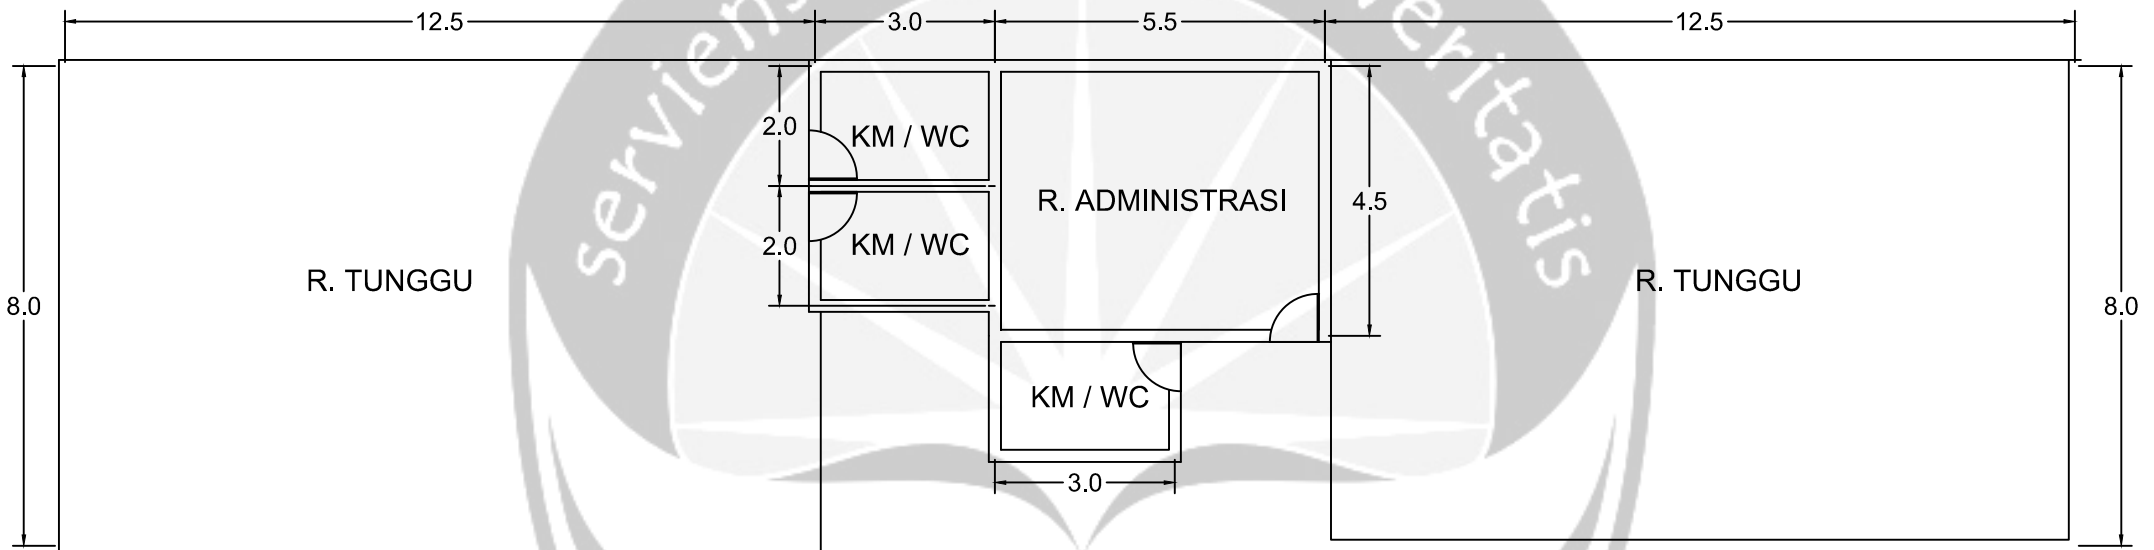 12.5
3.0
5.5
12.5
serviens
veritatis
2.0
KM / WC
R. ADMINISTRASI
4.5
2.0
KM / WC
R. TUNGGU
R. TUNGGU
8.0
8.0
KM / WC
3.0